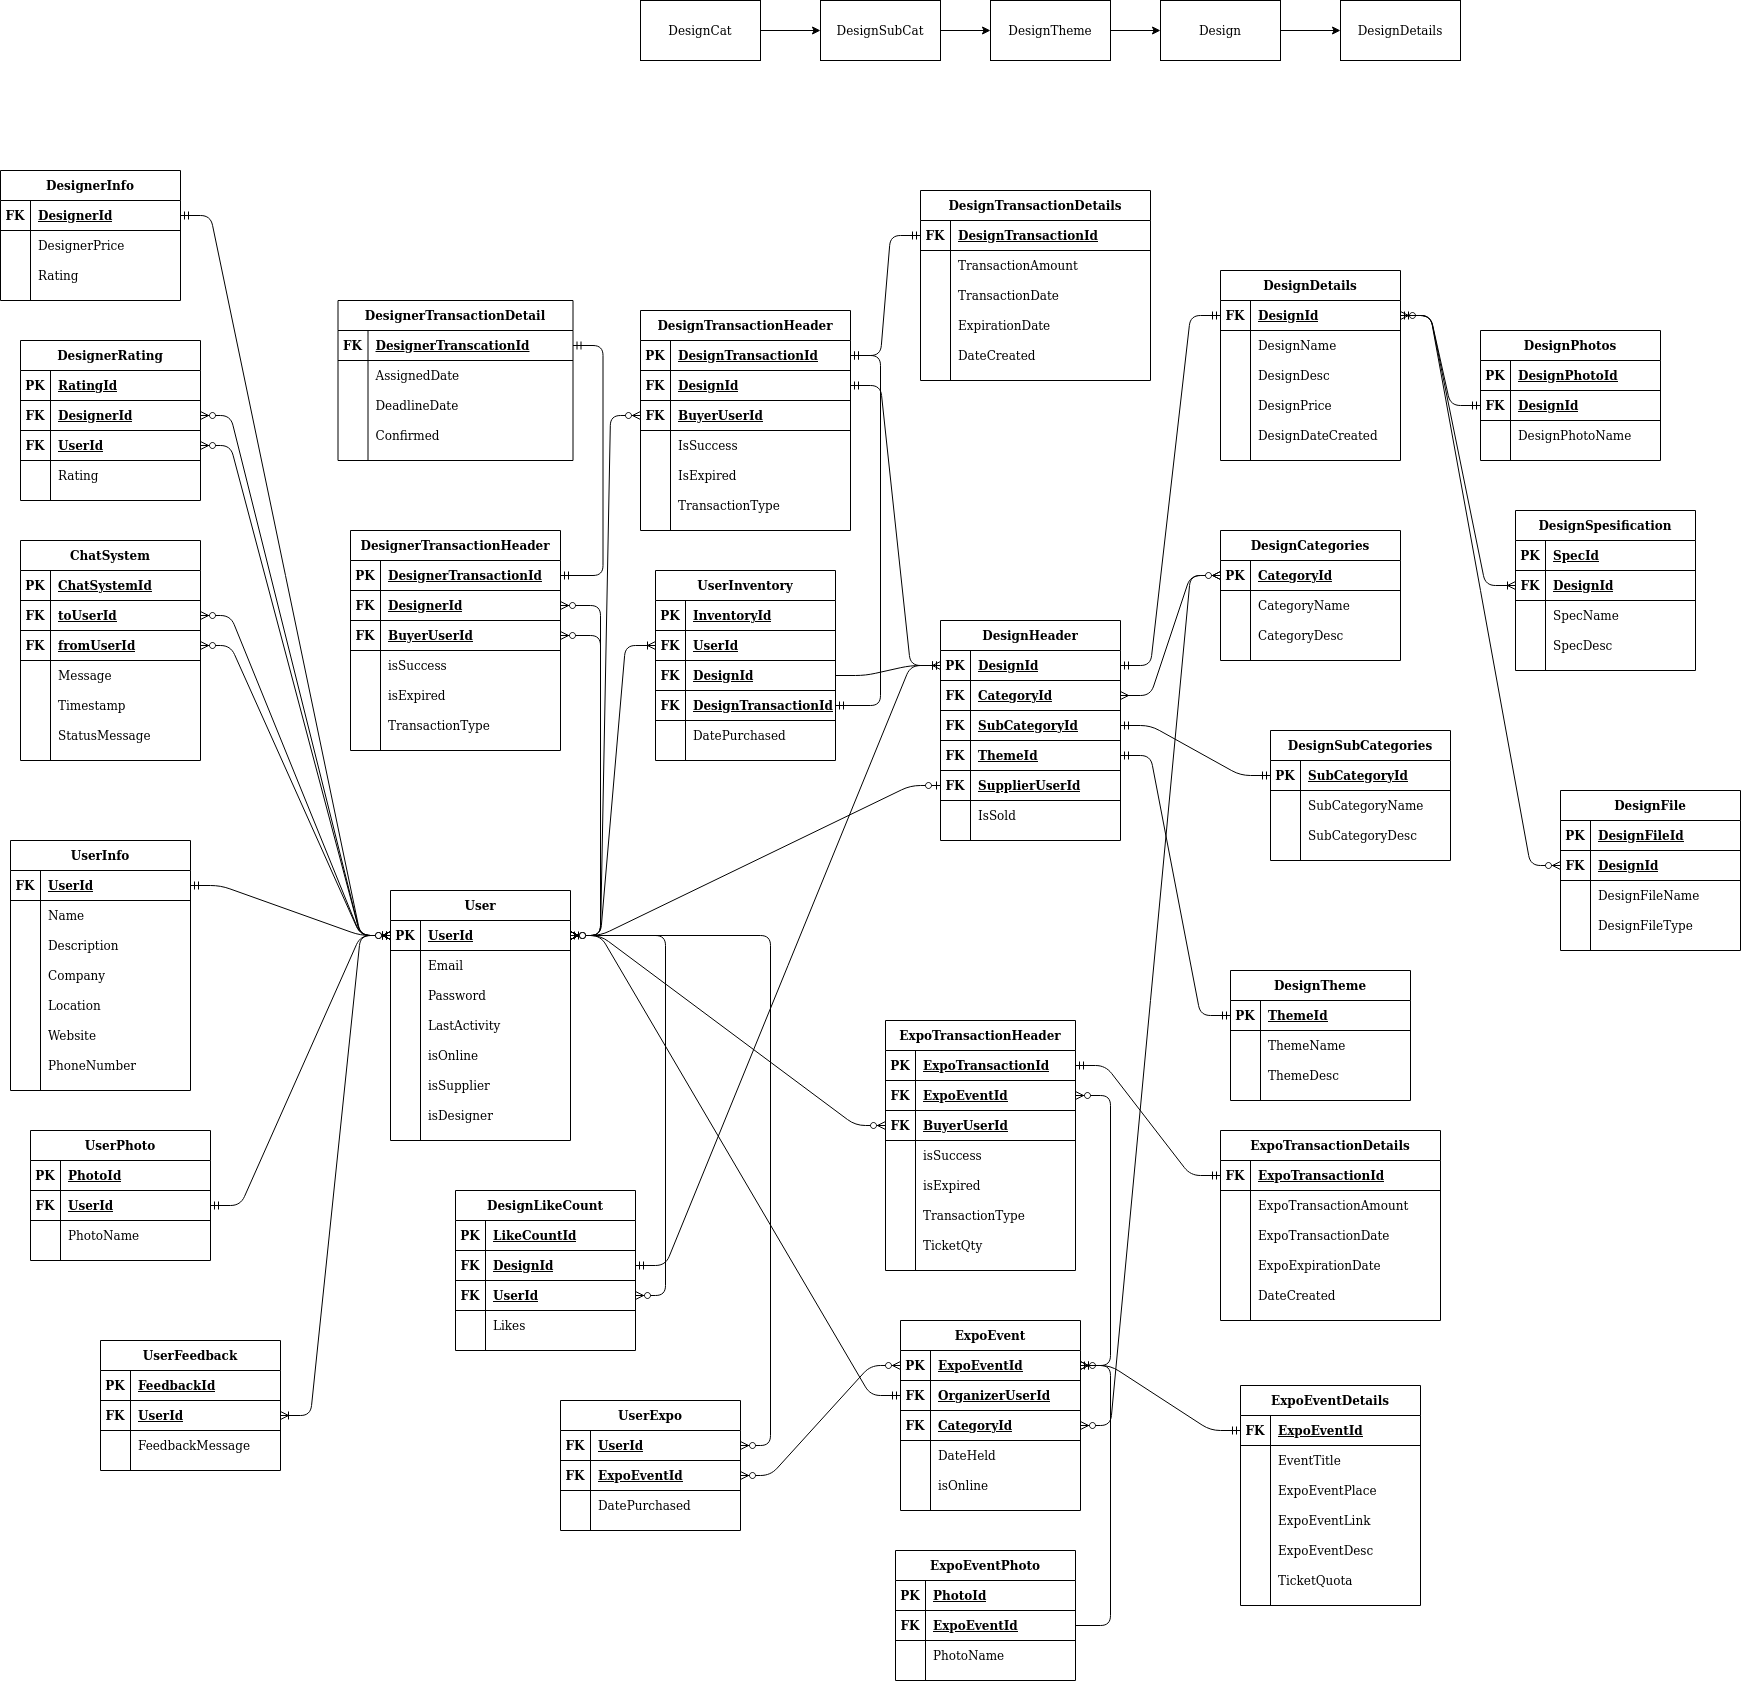 DesignCat
DesignSubCat
DesignTheme
Design
DesignDetails
DesignerInfo
FK DesignerId
DesignerPrice
Rating
DesignerRating
PK RatingId
FK DesignerId
FK UserId
Rating
ChatSystem
PK ChatSystemId
FK toUserId
FK fromUserId
Message
Timestamp
StatusMessage
UserInfo
FK UserId
Name
Description
Company
Location
Website
PhoneNumber
UserPhoto
PK PhotoId
FK UserId
PhotoName
UserFeedback
PK FeedbackId
FK UserId
FeedbackMessage
DesignerTransactionDetail
FK DesignerTranscationId
AssignedDate
DeadlineDate
Confirmed
DesignerTransactionHeader
PK DesignerTransactionId
FK DesignerId
FK BuyerUserId
isSuccess
isExpired
TransactionType
User
PK UserId
Email
Password
LastActivity
isOnline
isSupplier
isDesigner
DesignLikeCount
PK LikeCountId
FK DesignId
FK UserId
Likes
UserExpo
FK UserId
FK ExpoEventId
DatePurchased
DesignTransactionHeader
PK DesignTransactionId
FK DesignId
FK BuyerUserId
IsSuccess
IsExpired
TransactionType
UserInventory
PK InventoryId
FK UserId
FK DesignId
FK DesignTransactionId
DatePurchased
DesignTransactionDetails
FK DesignTransactionId
TransactionAmount
TransactionDate
ExpirationDate
DateCreated
DesignHeader
PK DesignId
FK CategoryId
FK SubCategoryId
FK ThemeId
FK SupplierUserId
IsSold
ExpoTransactionHeader
PK ExpoTransactionId
FK ExpoEventId
FK BuyerUserId
isSuccess
isExpired
TransactionType
TicketQty
ExpoEvent
PK ExpoEventId
FK OrganizerUserId
FK CategoryId
DateHeld
isOnline
ExpoEventPhoto
PK PhotoId
FK ExpoEventId
PhotoName
DesignDetails
FK DesignId
DesignName
DesignDesc
DesignPrice
DesignDateCreated
DesignCategories
PK CategoryId
CategoryName
CategoryDesc
DesignSubCategories
PK SubCategoryId
SubCategoryName
SubCategoryDesc
DesignTheme
PK ThemeId
ThemeName
ThemeDesc
ExpoTransactionDetails
FK ExpoTransactionId
ExpoTransactionAmount
ExpoTransactionDate
ExpoExpirationDate
DateCreated
ExpoEventDetails
FK ExpoEventId
EventTitle
ExpoEventPlace
ExpoEventLink
ExpoEventDesc
TicketQuota
DesignPhotos
PK DesignPhotoId
FK DesignId
DesignPhotoName
DesignSpesification
PK SpecId
FK DesignId
SpecName
SpecDesc
DesignFile
PK DesignFileId
FK DesignId
DesignFileName
DesignFileType